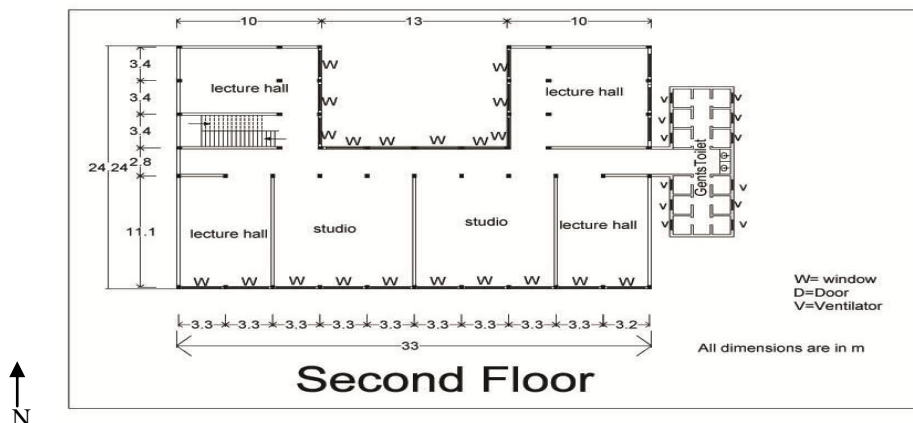 10 13 10
3.4
3.4
3.4
2.8
24.24
11.1
lecture hall
lecture hall
W W
W W
W W W W W W
V V
V V
V V
Gents Toilet
V V
V V
V V
lecture hall studio studio lecture hall
W W W W W W W W W W
W= window
D=Door
V=Ventilator
3.3 3.3 3.3 3.3 3.3 3.3 3.3 3.3 3.3 3.2
33
All dimensions are in m
Second Floor
N